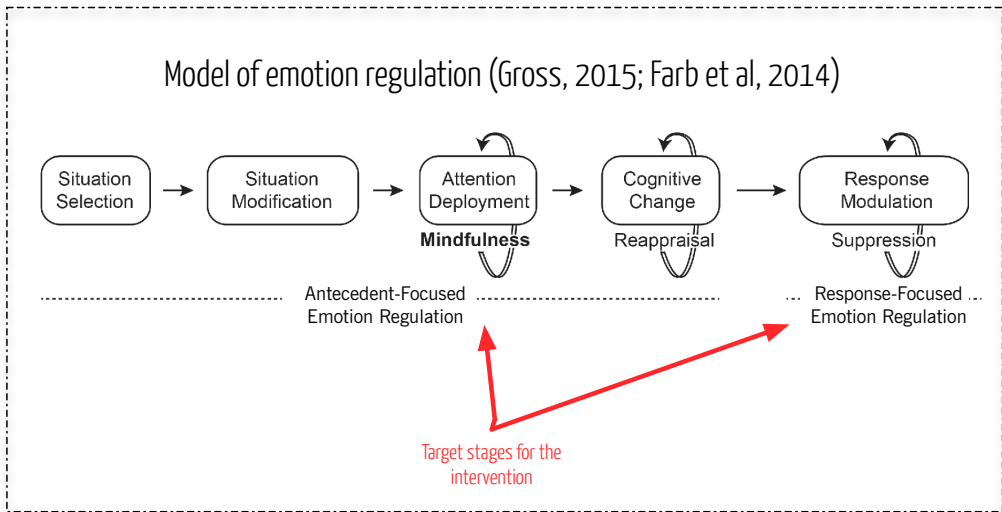 Model of emotion regulation (Gross, 2015; Farb et al, 2014)
Situation
Selection
Situation
Modification
Attention
Deployment
Cognitive
Change
Response
Modulation
Mindfulness
Reappraisal
Suppression
Antecedent-Focused
Emotion Regulation
Response-Focused
Emotion Regulation
Target stages for the
intervention